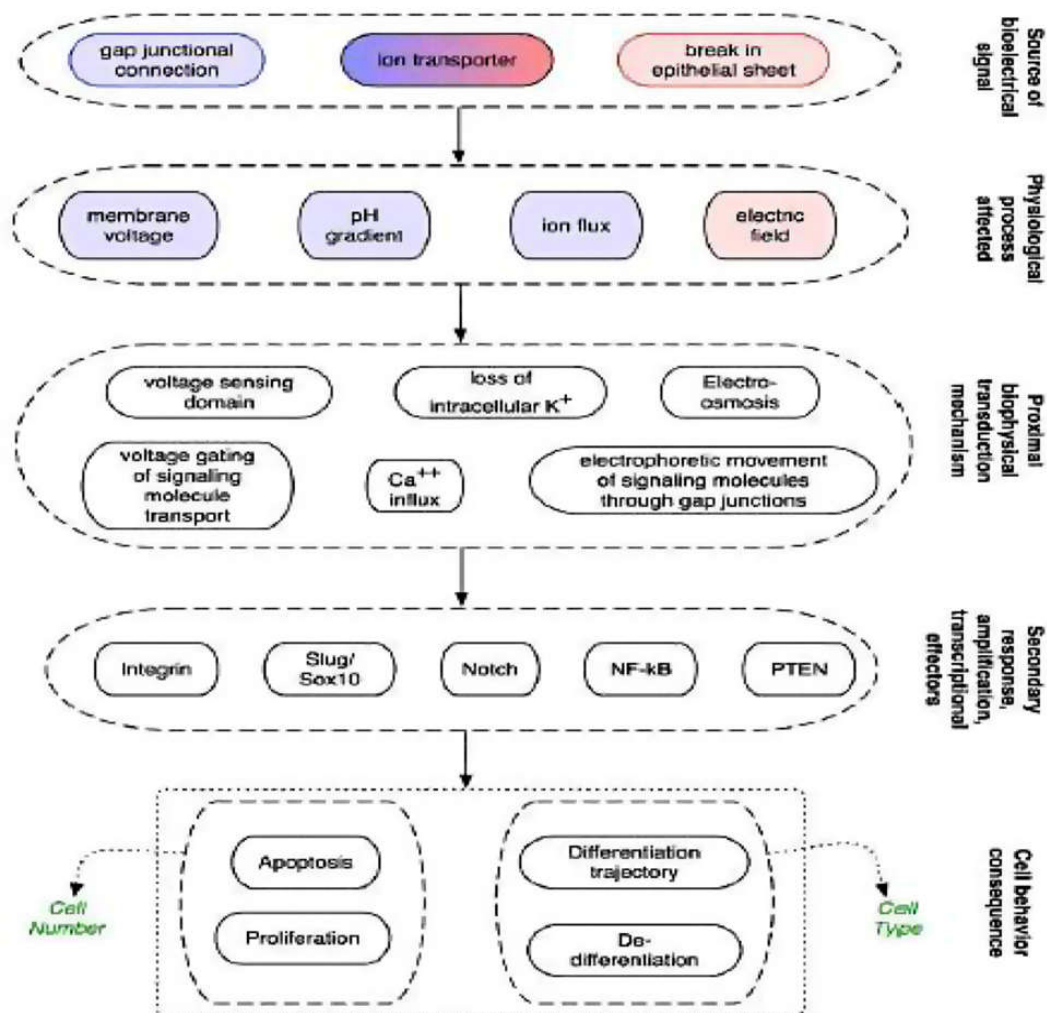 gap junctional
connection
ion transporter
break in
epithelial sheet
Source of
bioelectrical
signal
membrane
voltage
pH
gradient
ion flux
electric
field
Physiological
process
affected
voltage sensing
domain
loss of
intracellular K⁺
Electro-
osmosis
voltage gating
of signaling
molecule
transport
Ca⁺⁺
influx
electrophoretic movement
of signaling molecules
through gap junctions
Proximal
biophysical
transduction
mechanism
Integrin
Slug/
Sox10
Notch
NF-kB
PTEN
Secondary
response,
amplification,
transcriptional
effectors
Apoptosis
Proliferation
Differentiation
trajectory
De-
differentiation
Cell
Number
Cell
Type
Cell behavior
consequence